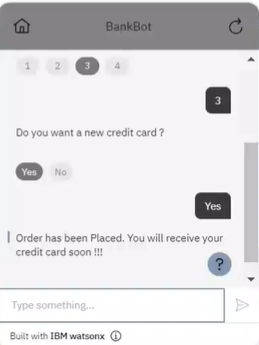 BankBot
1 2 3 4
3
Do you want a new credit card ?
Yes No
Yes
Order has been Placed. You will receive your
credit card soon !!!
?
Type something...
Built with IBM watsonx